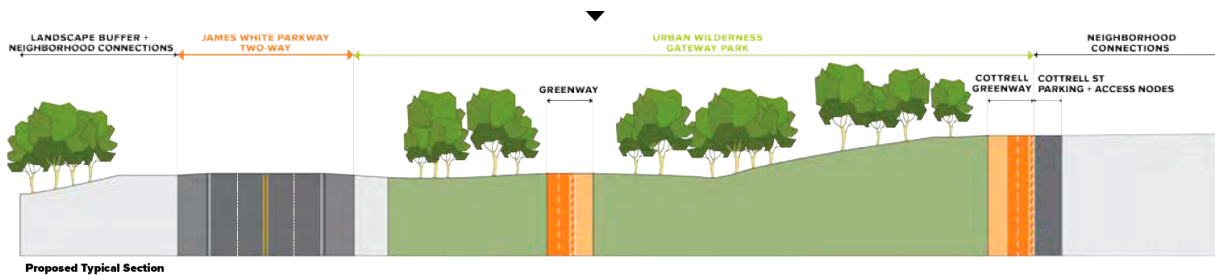 LANDSCAPE BUFFER +
NEIGHBORHOOD CONNECTIONS
JAMES WHITE PARKWAY
TWO-WAY
URBAN WILDERNESS
GATEWAY PARK
NEIGHBORHOOD
CONNECTIONS
GREENWAY
COTTRELL
GREENWAY
COTTRELL ST
PARKING + ACCESS NODES
Proposed Typical Section